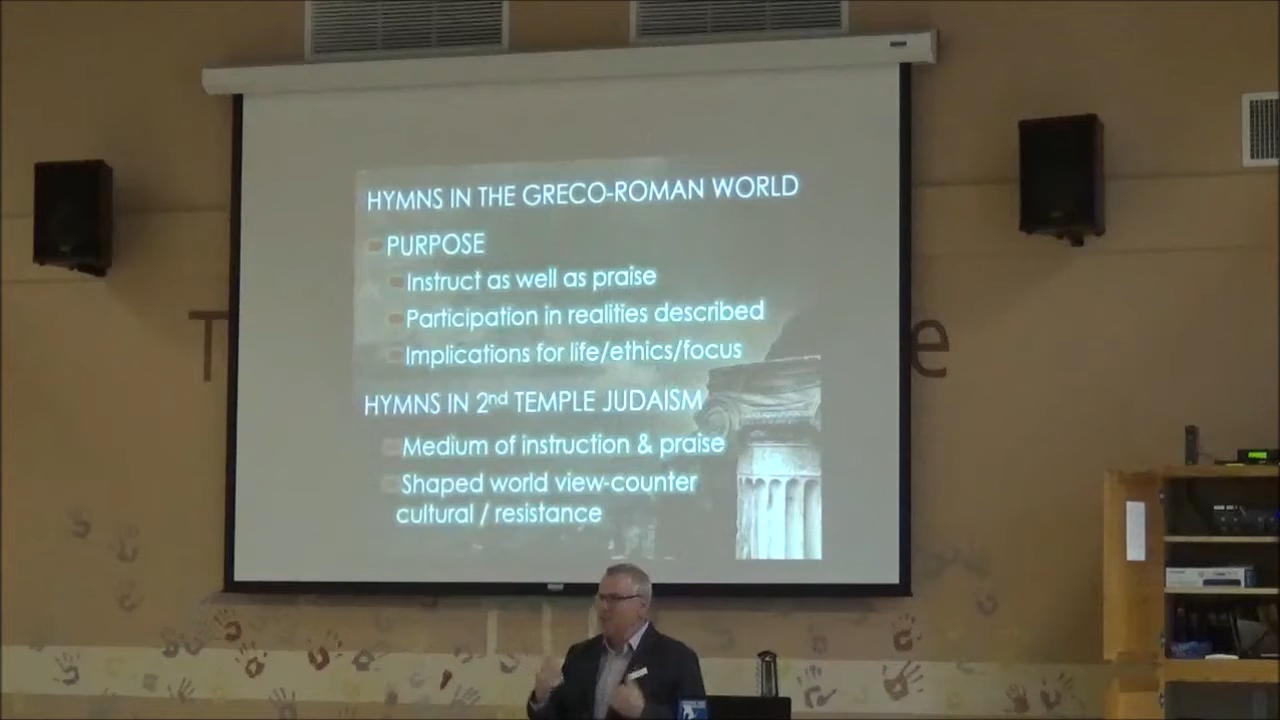 HYMNS IN THE GRECO-ROMAN WORLD
PURPOSE
Instruct as well as praise
Participation in realities described
Implications for life/ethics/focus
HYMNS IN 2nd TEMPLE JUDAISM
Medium of instruction & praise
Shaped world view-counter
cultural / resistance
T
e